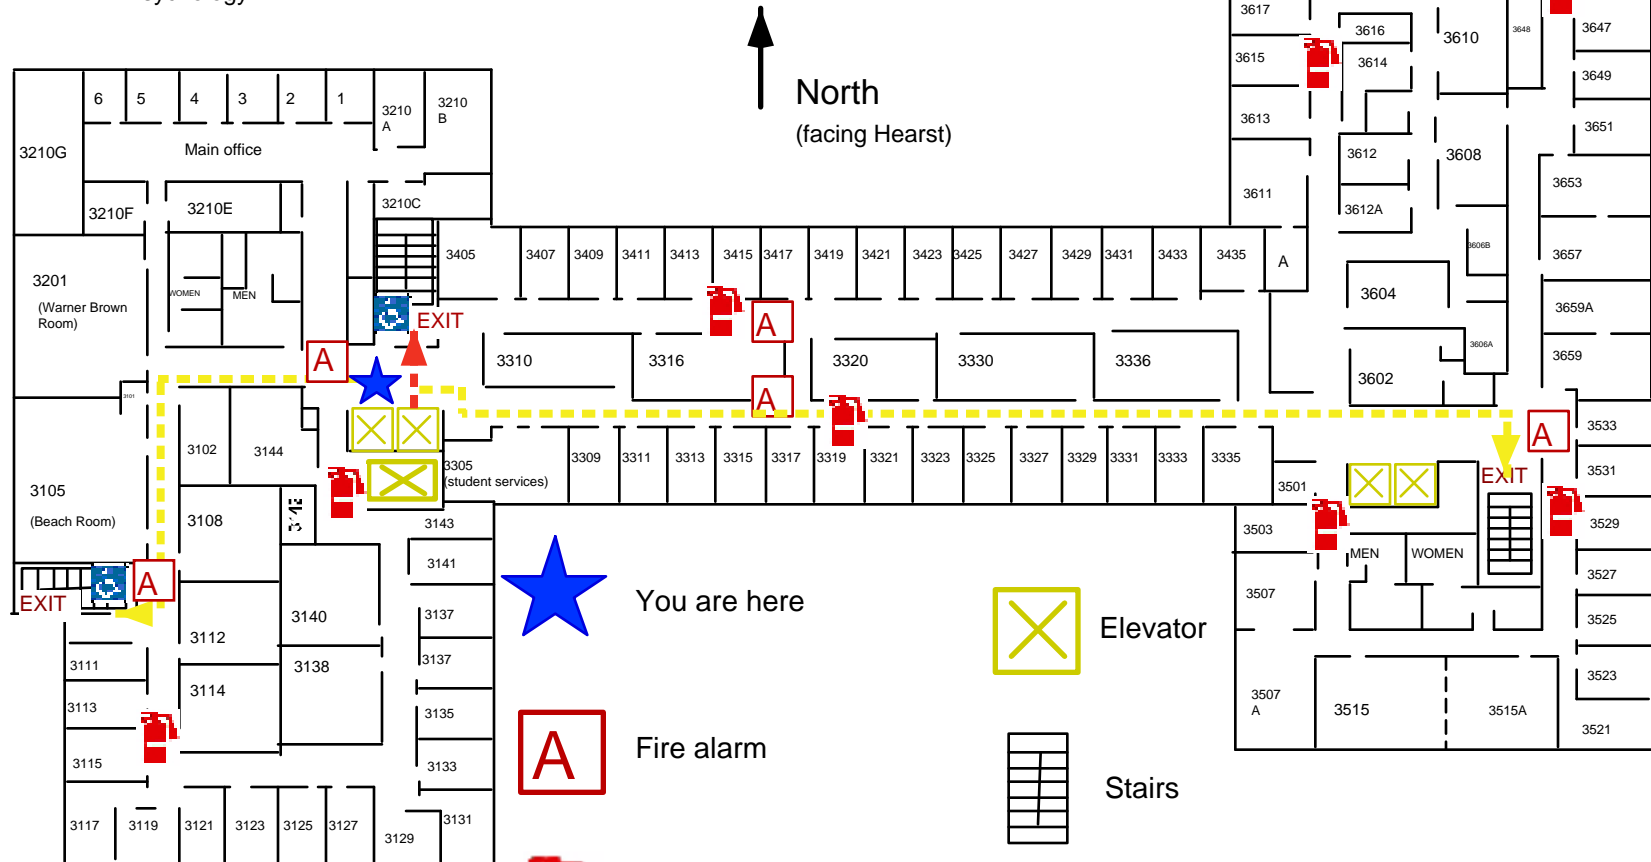 3617
3616
3610
3648
3647
3615
3614
3649
North
(facing Hearst)
6 5 4 3 2 1
3210
A
3210
B
3613
3651
3210G
Main office
3612
3608
3653
3611
3210F
3210E
3210C
3612A
3606B
3657
3405 3407 3409 3411 3413 3415 3417 3419 3421 3423 3425 3427 3429 3431 3433 3435 A
3201
(Warner Brown
Room)
WOMEN
MEN
3604
3659A
EXIT
A
A
3606A
3659
3310 3316 3320 3330 3336
3602
3101
A
A
3533
3102
3144
3305
(student services)
3309 3311 3313 3315 3317 3319 3321 3323 3325 3327 3329 3331 3333 3335
3531
EXIT
3105
(Beach Room)
3501
3108
3143
3503
3529
3141
MEN
WOMEN
A
EXIT
3527
3507
You are here
Elevator
3140
3137
3525
3112
3111
3138
3137
3523
3114
3113
3135
3507
A
3515
3515A
3521
A
Fire alarm
3115
3133
Stairs
3117 3119 3121 3123 3125 3127 3129 3131